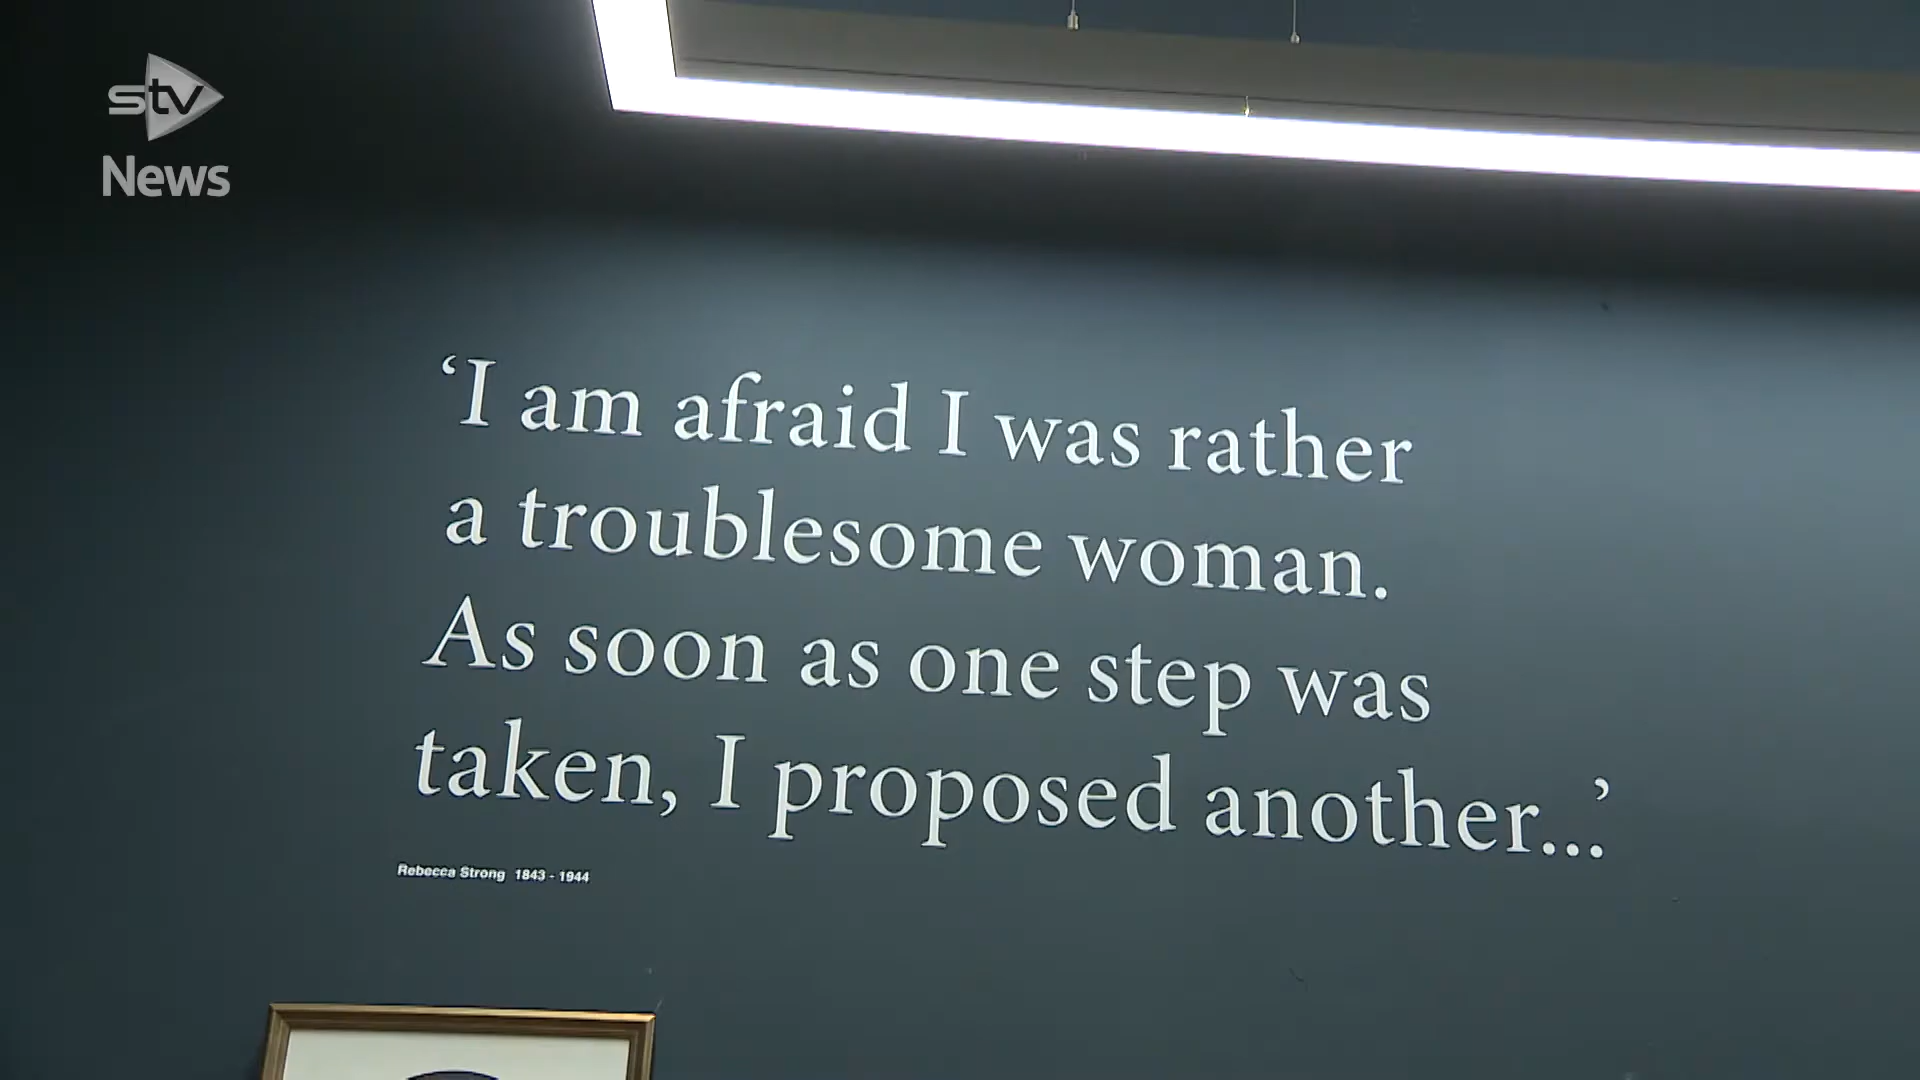 stv
News
‘I am afraid I was rather
a troublesome woman.
As soon as one step was
taken, I proposed another...’
Rebecca Strong 1843 - 1944